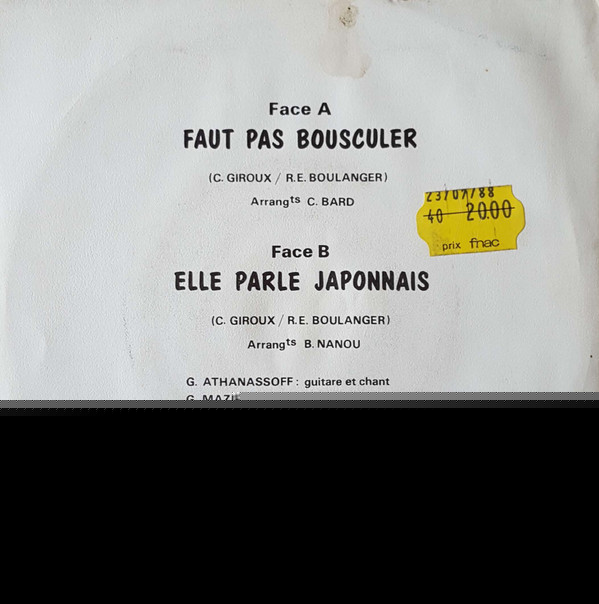 Face A
FAUT PAS BOUSCULER
(C. GIROUX / R.E. BOULANGER)
Arrangts C. BARD
23/07/88
40 20.00
prix fnac
Face B
ELLE PARLE JAPONNAIS
(C. GIROUX / R.E. BOULANGER)
Arrangts B. NANOU
G. ATHANASSOFF : guitare et chant
G.